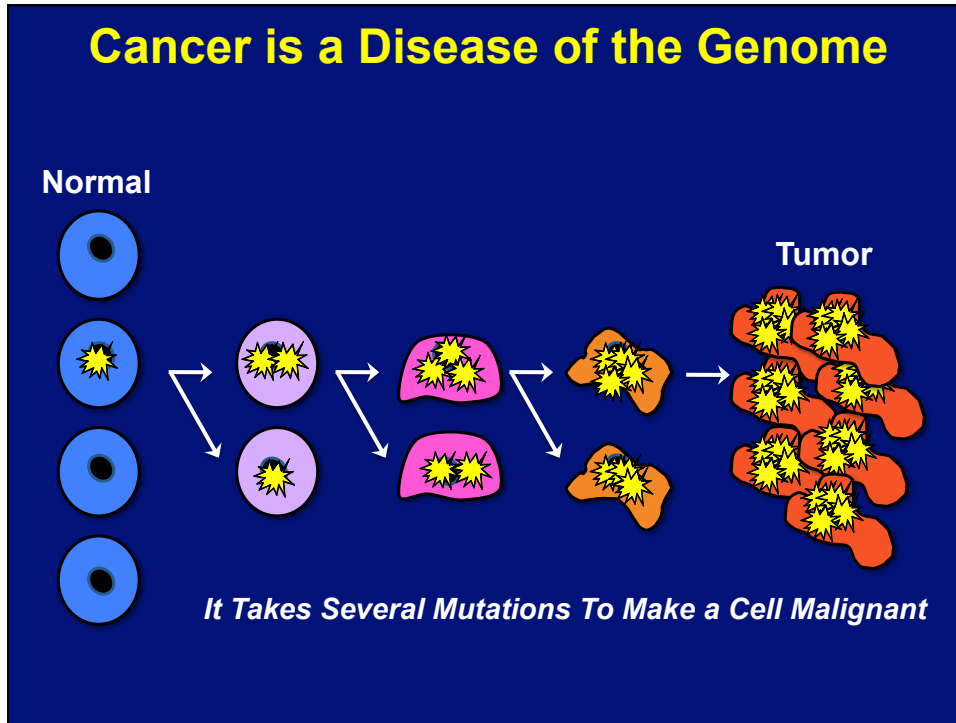 Cancer is a Disease of the Genome
Normal
Tumor
It Takes Several Mutations To Make a Cell Malignant